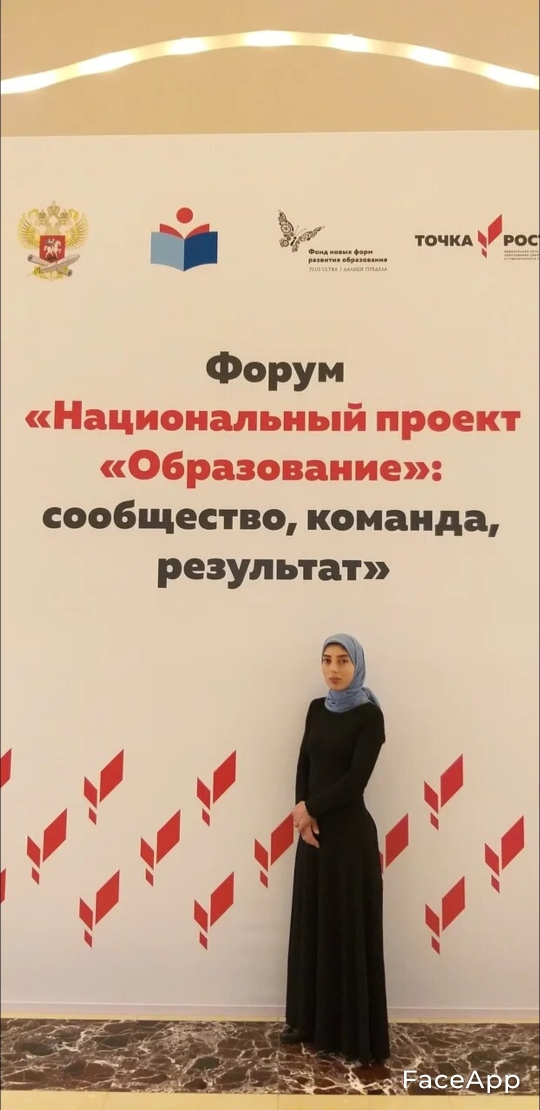 Фонд новых форм
развития образования
PLUS ULTRA | ДАЛЬШЕ ПРЕДЕЛА
ТОЧКА РОСТ
Форум
«Национальный проект
«Образование»:
сообщество, команда,
результат»
FaceApp